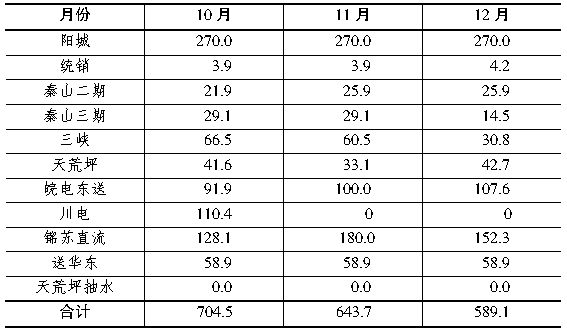 月份 10月 11月 12月
阳城 270.0 270.0 270.0
统销 3.9 3.9 4.2
泰山二期 21.9 25.9 25.9
泰山三期 29.1 29.1 14.5
三峡 66.5 60.5 30.8
天荒坪 41.6 33.1 42.7
皖电东送 91.9 100.0 107.6
川电 110.4 0 0
锦苏直流 128.1 180.0 152.3
送华东 58.9 58.9 58.9
天荒坪抽水 0.0 0.0 0.0
合计 704.5 643.7 589.1